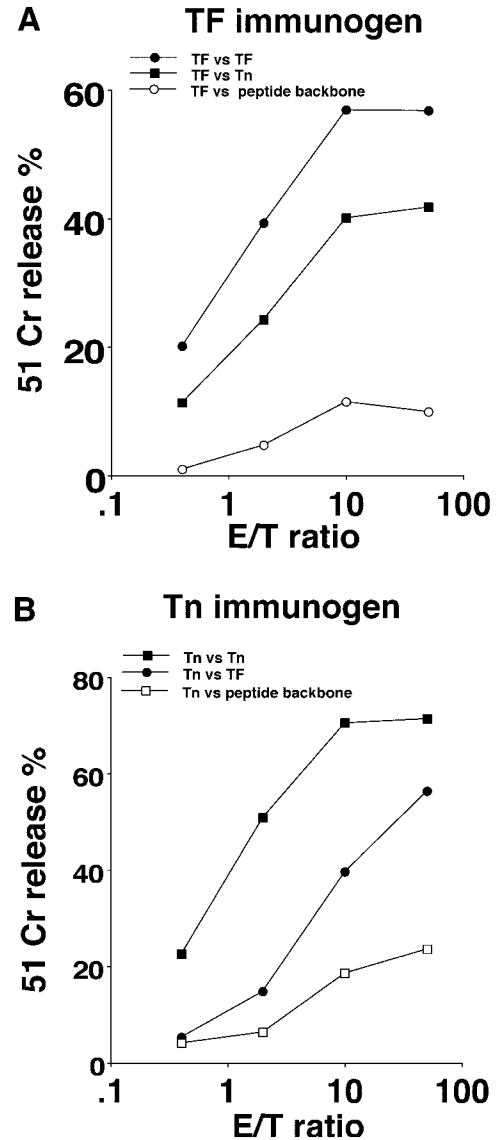 A TF immunogen
TF vs TF
TF vs Tn
TF vs peptide backbone
60
40
20
0
51 Cr release %
.1 1 10 100
E/T ratio
B Tn immunogen
Tn vs Tn
Tn vs TF
Tn vs peptide backbone
80
60
40
20
0
51 Cr release %
.1 1 10 100
E/T ratio